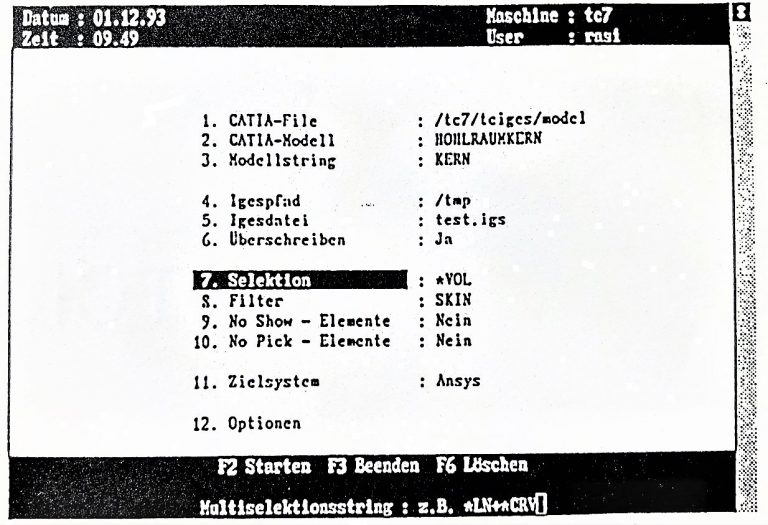 Datum : 01.12.93 Maschine : tc7
Zeit : 09.49 User : rasi
1. CATIA-File : /tc7/tciges/model
2. CATIA-Modell : HOHLRAUMKERN
3. Modellstring : KERN
4. Igespfad : /tmp
5. Igesdatei : test.igs
6. Überschreiben : Ja
7. Selektion : *VOL
8. Filter : SKIN
9. No Show - Elemente : Nein
10. No Pick - Elemente : Nein
11. Zielsystem : Ansys
12. Optionen
F2 Starten F3 Beenden F6 Löschen
Multiselektionsstring : z.B. *LN+*CRV